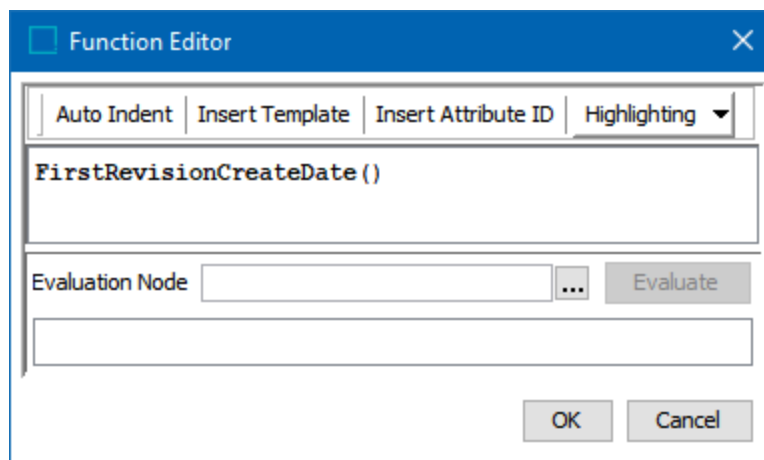 Function Editor
Auto Indent Insert Template Insert Attribute ID Highlighting
FirstRevisionCreateDate()
Evaluation Node ... Evaluate
OK Cancel